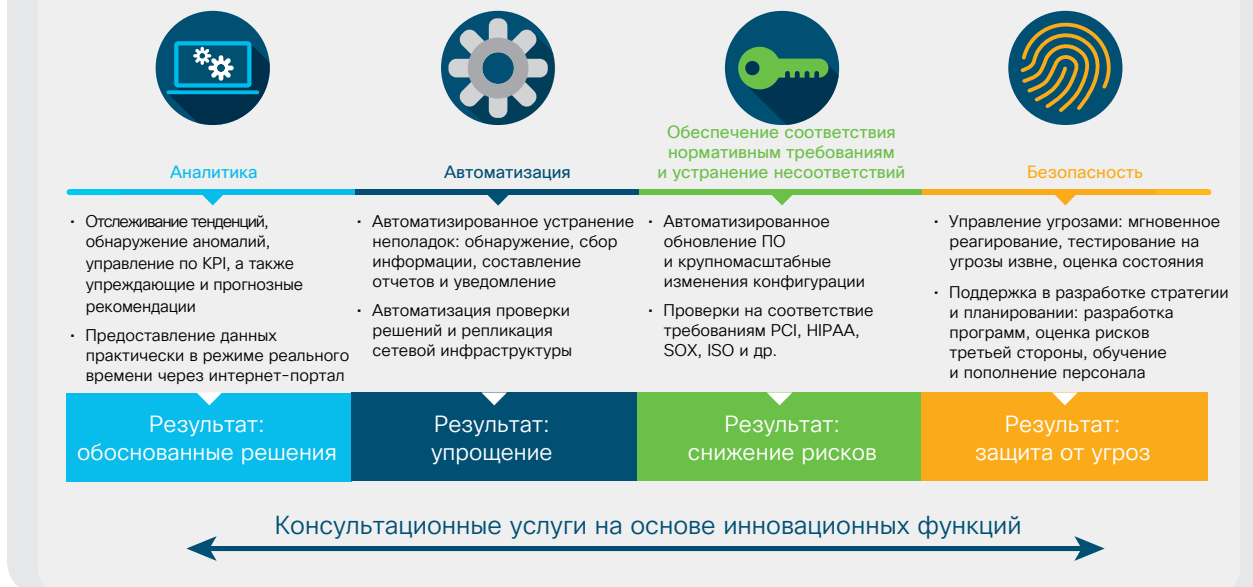 Аналитика
Автоматизация
Обеспечение соответствия
нормативным требованиям
и устранение несоответствий
Безопасность
· Отслеживание тенденций,
обнаружение аномалий,
управление по KPI, а также
упреждающие и прогнозные
рекомендации
· Предоставление данных
практически в режиме реального
времени через интернет-портал
· Автоматизированное устранение
неполадок: обнаружение, сбор
информации, составление
отчетов и уведомление
· Автоматизация проверки
решений и репликация
сетевой инфраструктуры
· Автоматизированное
обновление ПО
и крупномасштабные
изменения конфигурации
· Проверки на соответствие
требованиям PCI, HIPAA,
SOX, ISO и др.
· Управление угрозами: мгновенное
реагирование, тестирование на
угрозы извне, оценка состояния
· Поддержка в разработке стратегии
и планировании: разработка
программ, оценка рисков
третьей стороны, обучение
и пополнение персонала
Результат:
обоснованные решения
Результат:
упрощение
Результат:
снижение рисков
Результат:
защита от угроз
Консультационные услуги на основе инновационных функций